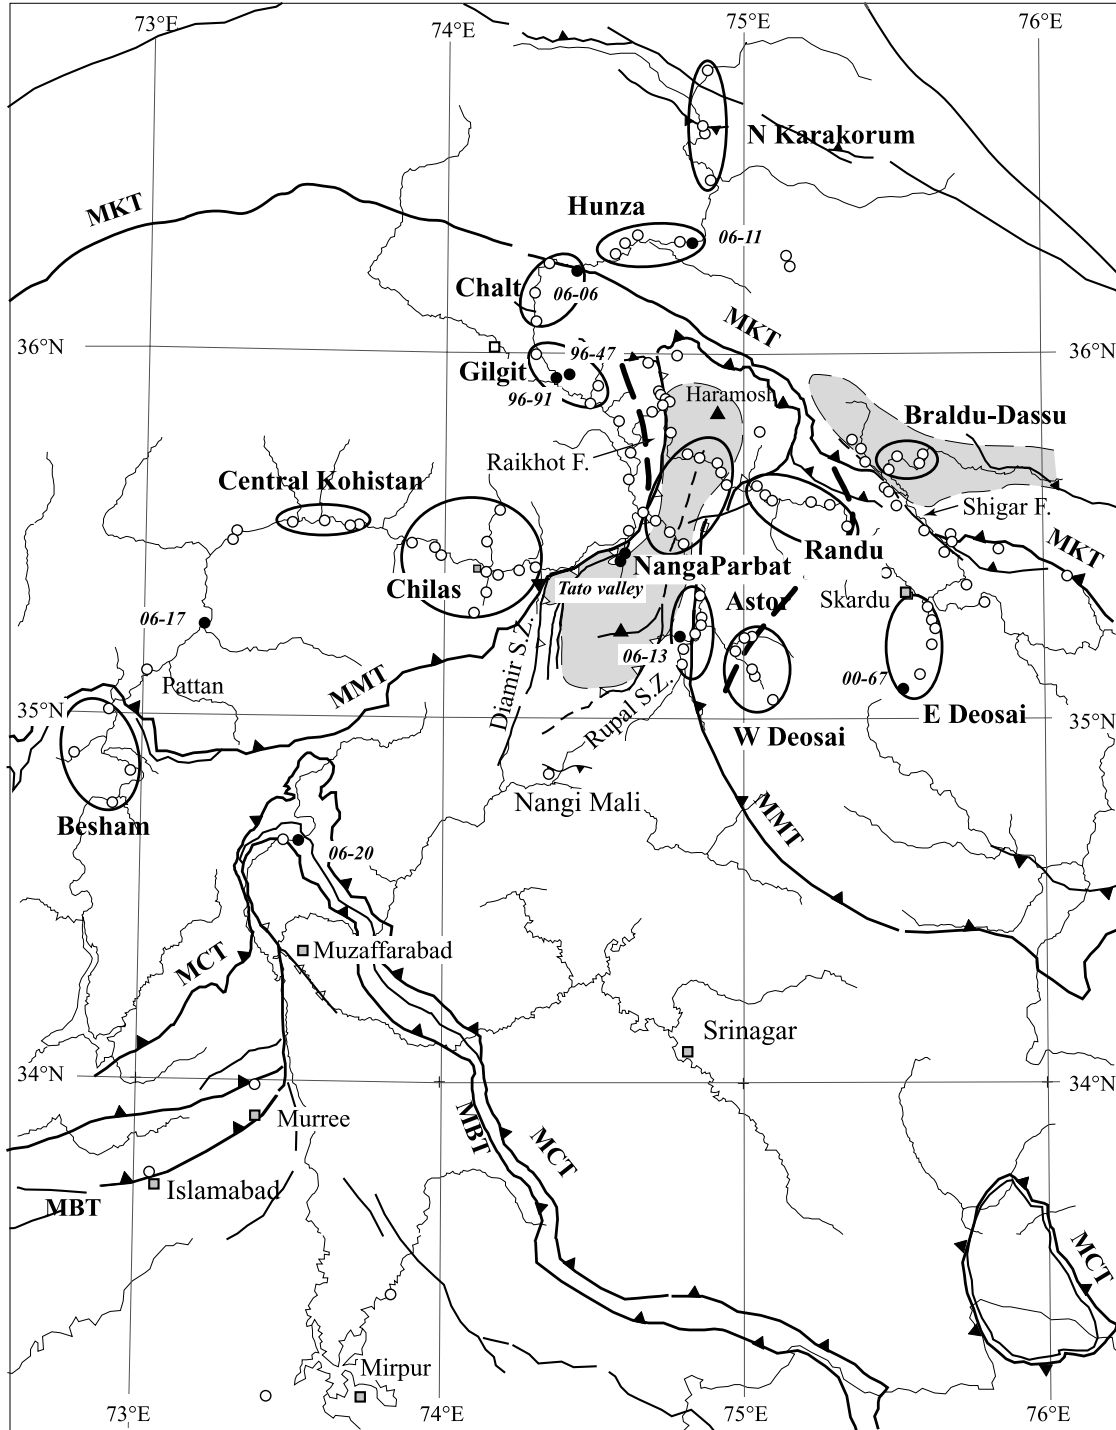 73°E
74°E
75°E
76°E
N Karakorum
MKT
Hunza
06-11
Chalt
06-06
MKT
36°N
36°N
96-47
Gilgit
96-91
Haramosh
Braldu-Dassu
Raikhot F.
Central Kohistan
Shigar F.
Randu
MKT
NangaParbat
Chilas
Tato valley
Astor
Skardu
06-17
06-13
Pattan
00-67
MMT
Diamir S.Z.
Rupal S.Z.
35°N
35°N
E Deosai
W Deosai
Nangi Mali
MMT
Besham
06-20
MCT
Muzaffarabad
Srinagar
34°N
34°N
Murree
MBT
MCT
Islamabad
MBT
MCT
Mirpur
73°E
74°E
75°E
76°E